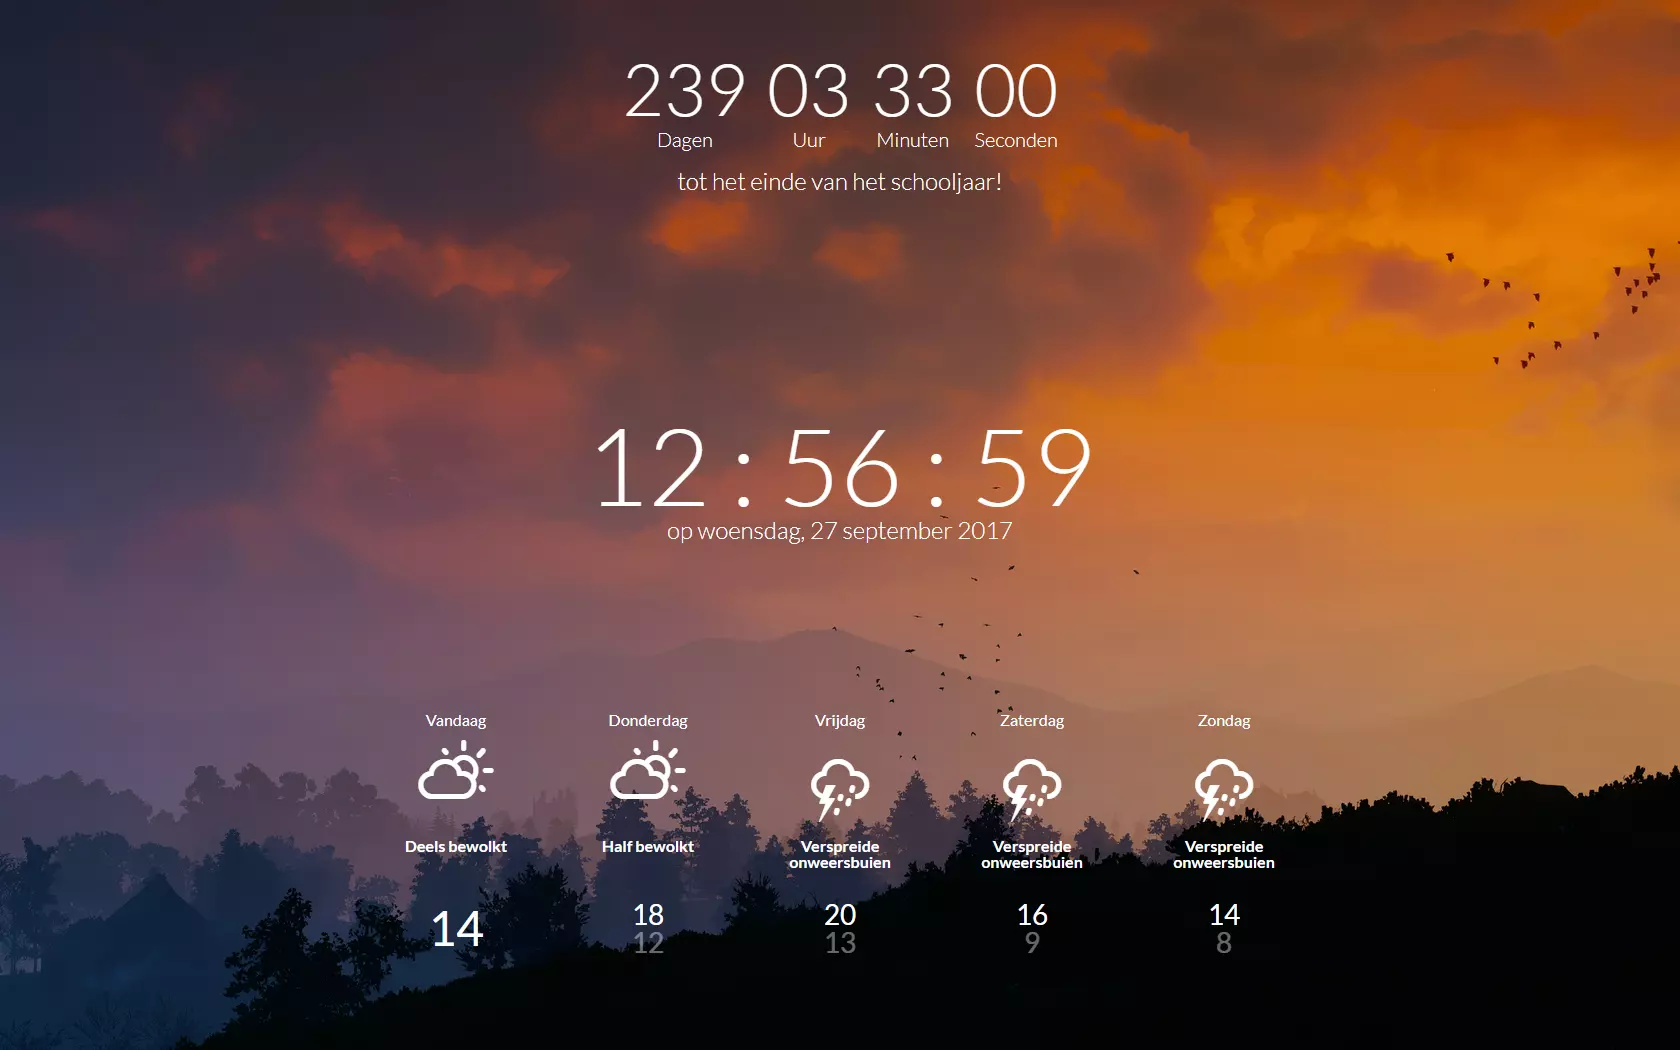 239 03 33 00
Dagen Uur Minuten Seconden
tot het einde van het schooljaar!
12 : 56 : 59
op woensdag, 27 september 2017
Vandaag Donderdag Vrijdag Zaterdag Zondag
Deels bewolkt Half bewolkt Verspreide Verspreide Verspreide
onweersbuien onweersbuien onweersbuien
14 18 20 16 14
12 13 9 8